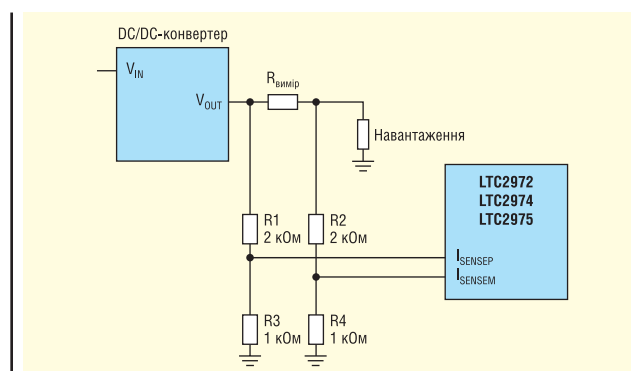 DC/DC-конвертер
VIN
VOUT
Rвимір
Навантаження
LTC2972
LTC2974
LTC2975
R1
2 кОм
R2
2 кОм
ISENSEP
ISENSEM
R3
1 кОм
R4
1 кОм